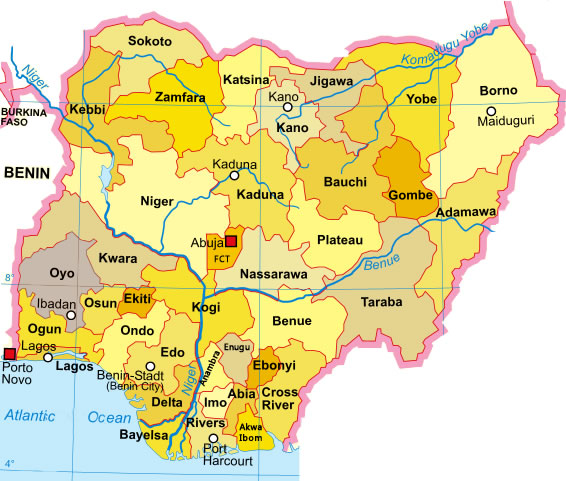 Sokoto
Niger
Komadugu Yobe
Katsina
Jigawa
Kebbi
Zamfara
Kano
Kano
Yobe
Borno
Maiduguri
BURKINA
FASO
BENIN
Kaduna
Kaduna
Bauchi
Gombe
Niger
Adamawa
Abuja
FCT
Plateau
Kwara
Nassarawa
Benue
Oyo
8°
Taraba
Ibadan
Osun
Ekiti
Kogi
Benue
Ogun
Ondo
Lagos
Lagos
Porto
Novo
Edo
Enugu
Anambra
Ebonyi
Benin-Stadt
(Benin City)
Niger
Delta
Imo
Abia
Cross
River
Atlantic Ocean
Bayelsa
Rivers
Akwa
Ibom
Port
Harcourt
4°